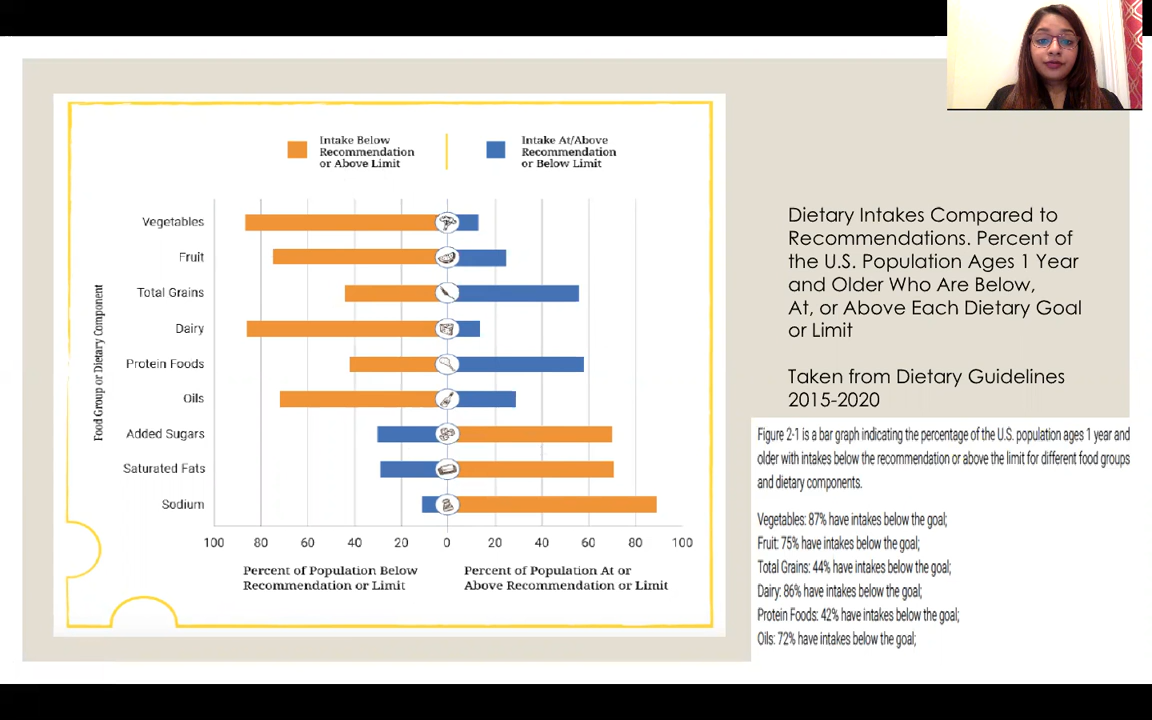 Intake Below
Recommendation
or Above Limit
Intake At/Above
Recommendation
or Below Limit
Food Group or Dietary Component
Vegetables
Fruit
Total Grains
Dairy
Protein Foods
Oils
Added Sugars
Saturated Fats
Sodium
100 80 60 40 20 0 20 40 60 80 100
Percent of Population Below
Recommendation or Limit
Percent of Population At or
Above Recommendation or Limit
Dietary Intakes Compared to
Recommendations. Percent of
the U.S. Population Ages 1 Year
and Older Who Are Below,
At, or Above Each Dietary Goal
or Limit
Taken from Dietary Guidelines
2015-2020
Figure 2-1 is a bar graph indicating the percentage of the U.S. population ages 1 year and
older with intakes below the recommendation or above the limit for different food groups
and dietary components.
Vegetables: 87% have intakes below the goal;
Fruit: 75% have intakes below the goal;
Total Grains: 44% have intakes below the goal;
Dairy: 86% have intakes below the goal;
Protein Foods: 42% have intakes below the goal;
Oils: 72% have intakes below the goal;